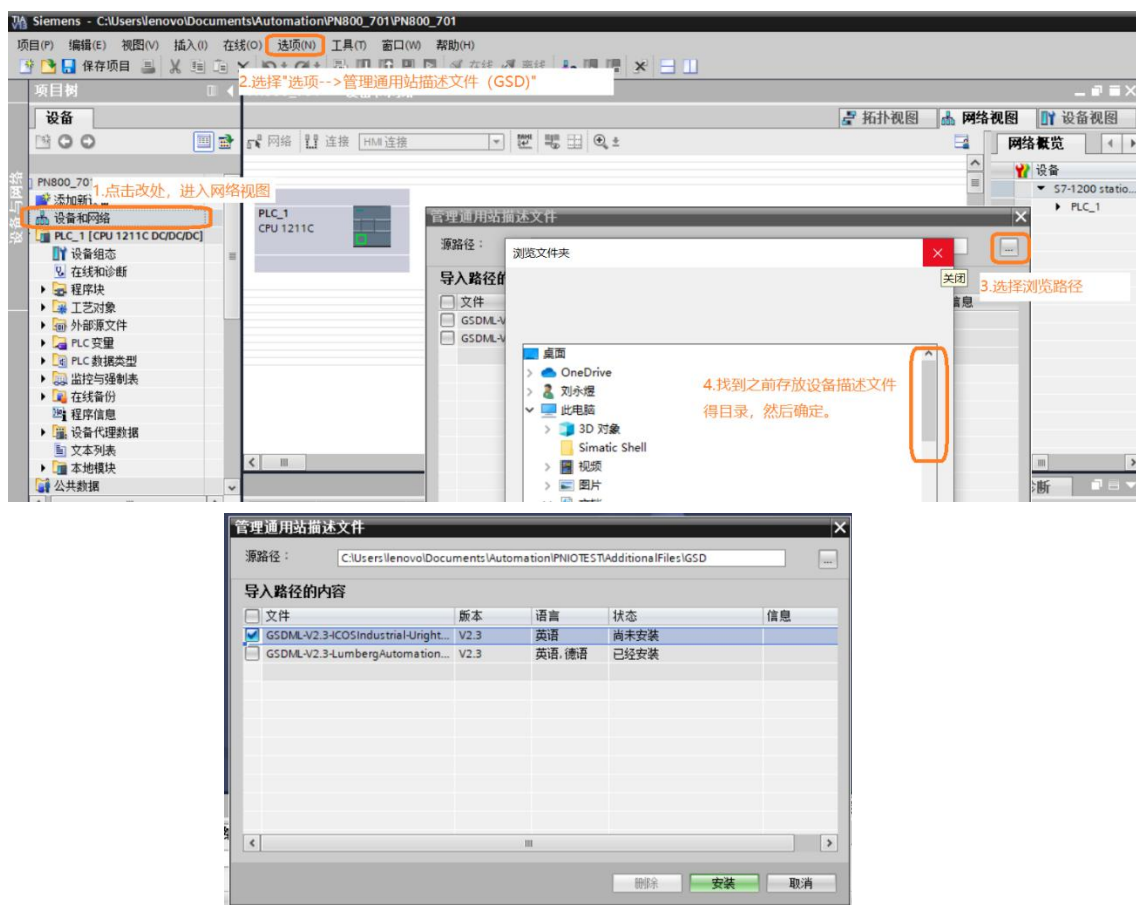 Siemens - C:\Users\lenovo\Documents\Automation\PN800_701\PN800_701
项目(P) 编辑(E) 视图(V) 插入(I) 在线(O) 选项(N) 工具(T) 窗口(W) 帮助(H)
保存项目
2.选择"选项-->管理通用站描述文件（GSD)"
项目树
设备
拓扑视图 网络视图 设备视图
网络 连接 HMI 连接
网络概览
设备
S7-1200 statio...
PLC_1
设备与网络
1.点击改处，进入网络视图
设备和网络
PLC_1 [CPU 1211C DC/DC/DC]
设备组态
在线和诊断
程序块
工艺对象
外部源文件
PLC 变量
PLC 数据类型
监控与强制表
在线备份
程序信息
设备代理数据
文本列表
本地模块
公共数据
PLC_1
CPU 1211C
管理通用站描述文件
源路径：
...
导入路径的
文件
GSDML-V
GSDML-V
浏览文件夹
关闭
3.选择浏览路径
信息
桌面
OneDrive
刘永煜
此电脑
3D 对象
Simatic Shell
视频
图片
4.找到之前存放设备描述文件
得目录，然后确定。
管理通用站描述文件
源路径： C:\Users\lenovo\Documents\Automation\PNIOTEST\AdditionalFiles\GSD ...
导入路径的内容
文件 版本 语言 状态 信息
GSDML-V2.3-ICOSIndustrial-Uright... V2.3 英语 尚未安装
GSDML-V2.3-LumbergAutomation... V2.3 英语, 德语 已经安装
删除 安装 取消